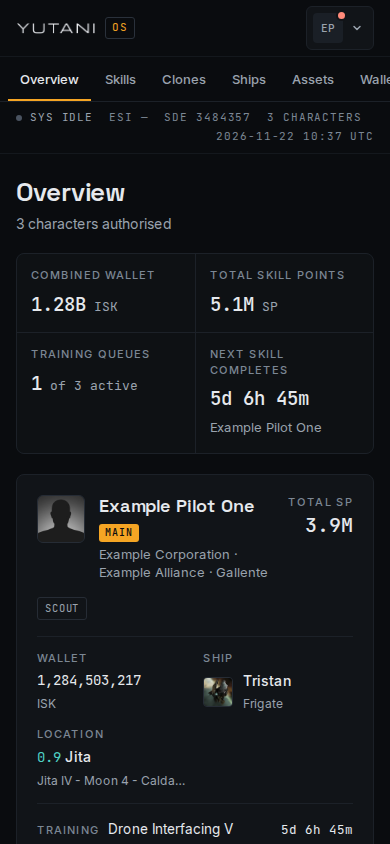 YUTANI OS EP
Overview Skills Clones Ships Assets Walle
SYS IDLE ESI — SDE 3484357 3 CHARACTERS
2026-11-22 10:37 UTC
Overview
3 characters authorised
COMBINED WALLET
1.28B ISK
TOTAL SKILL POINTS
5.1M SP
TRAINING QUEUES
1 of 3 active
NEXT SKILL
COMPLETES
5d 6h 45m
Example Pilot One
Example Pilot One
MAIN
Example Corporation ·
Example Alliance · Gallente
TOTAL SP
3.9M
SCOUT
WALLET
1,284,503,217
ISK
SHIP
Tristan
Frigate
LOCATION
0.9 Jita
Jita IV - Moon 4 - Calda...
TRAINING Drone Interfacing V 5d 6h 45m